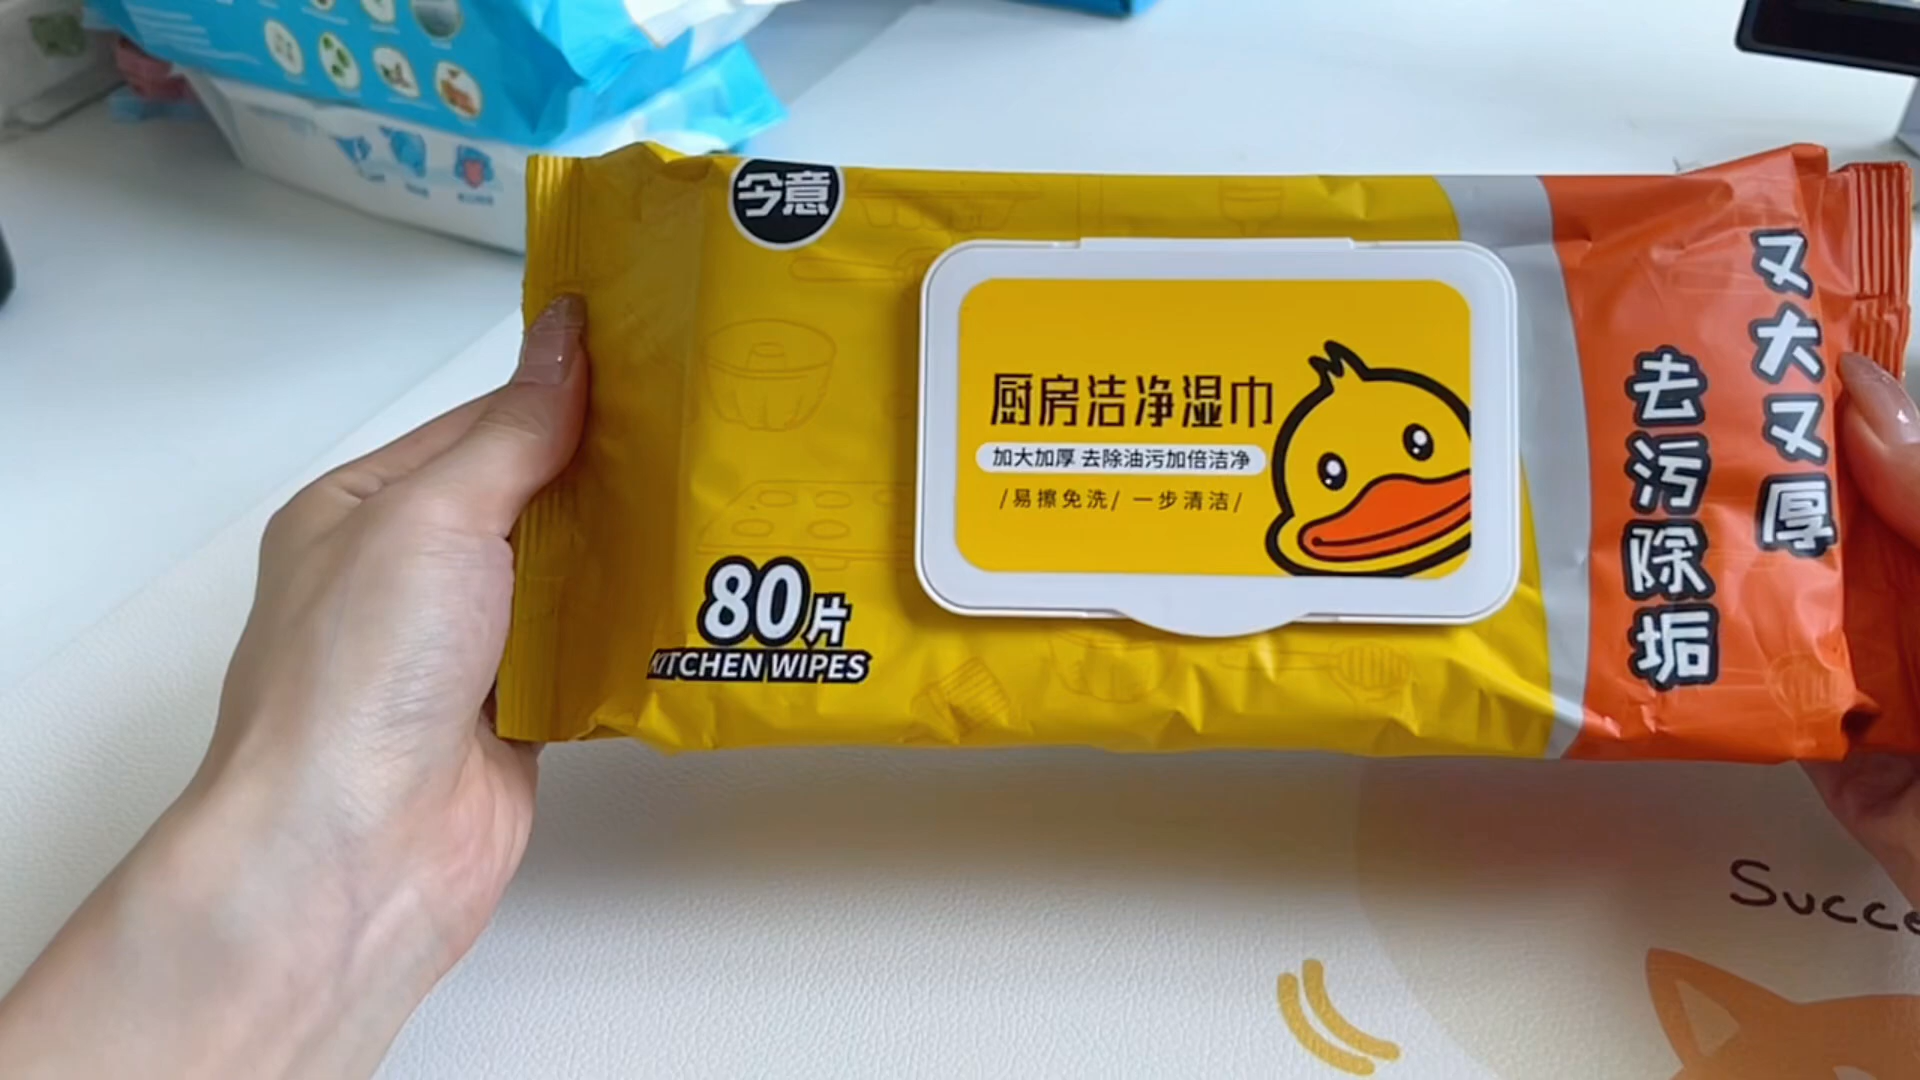 今意
厨房洁净湿巾
加大加厚 去除油污加倍洁净
/易擦免洗/ 一步清洁/
80片
KITCHEN WIPES
又大又厚
去污除垢
Succe